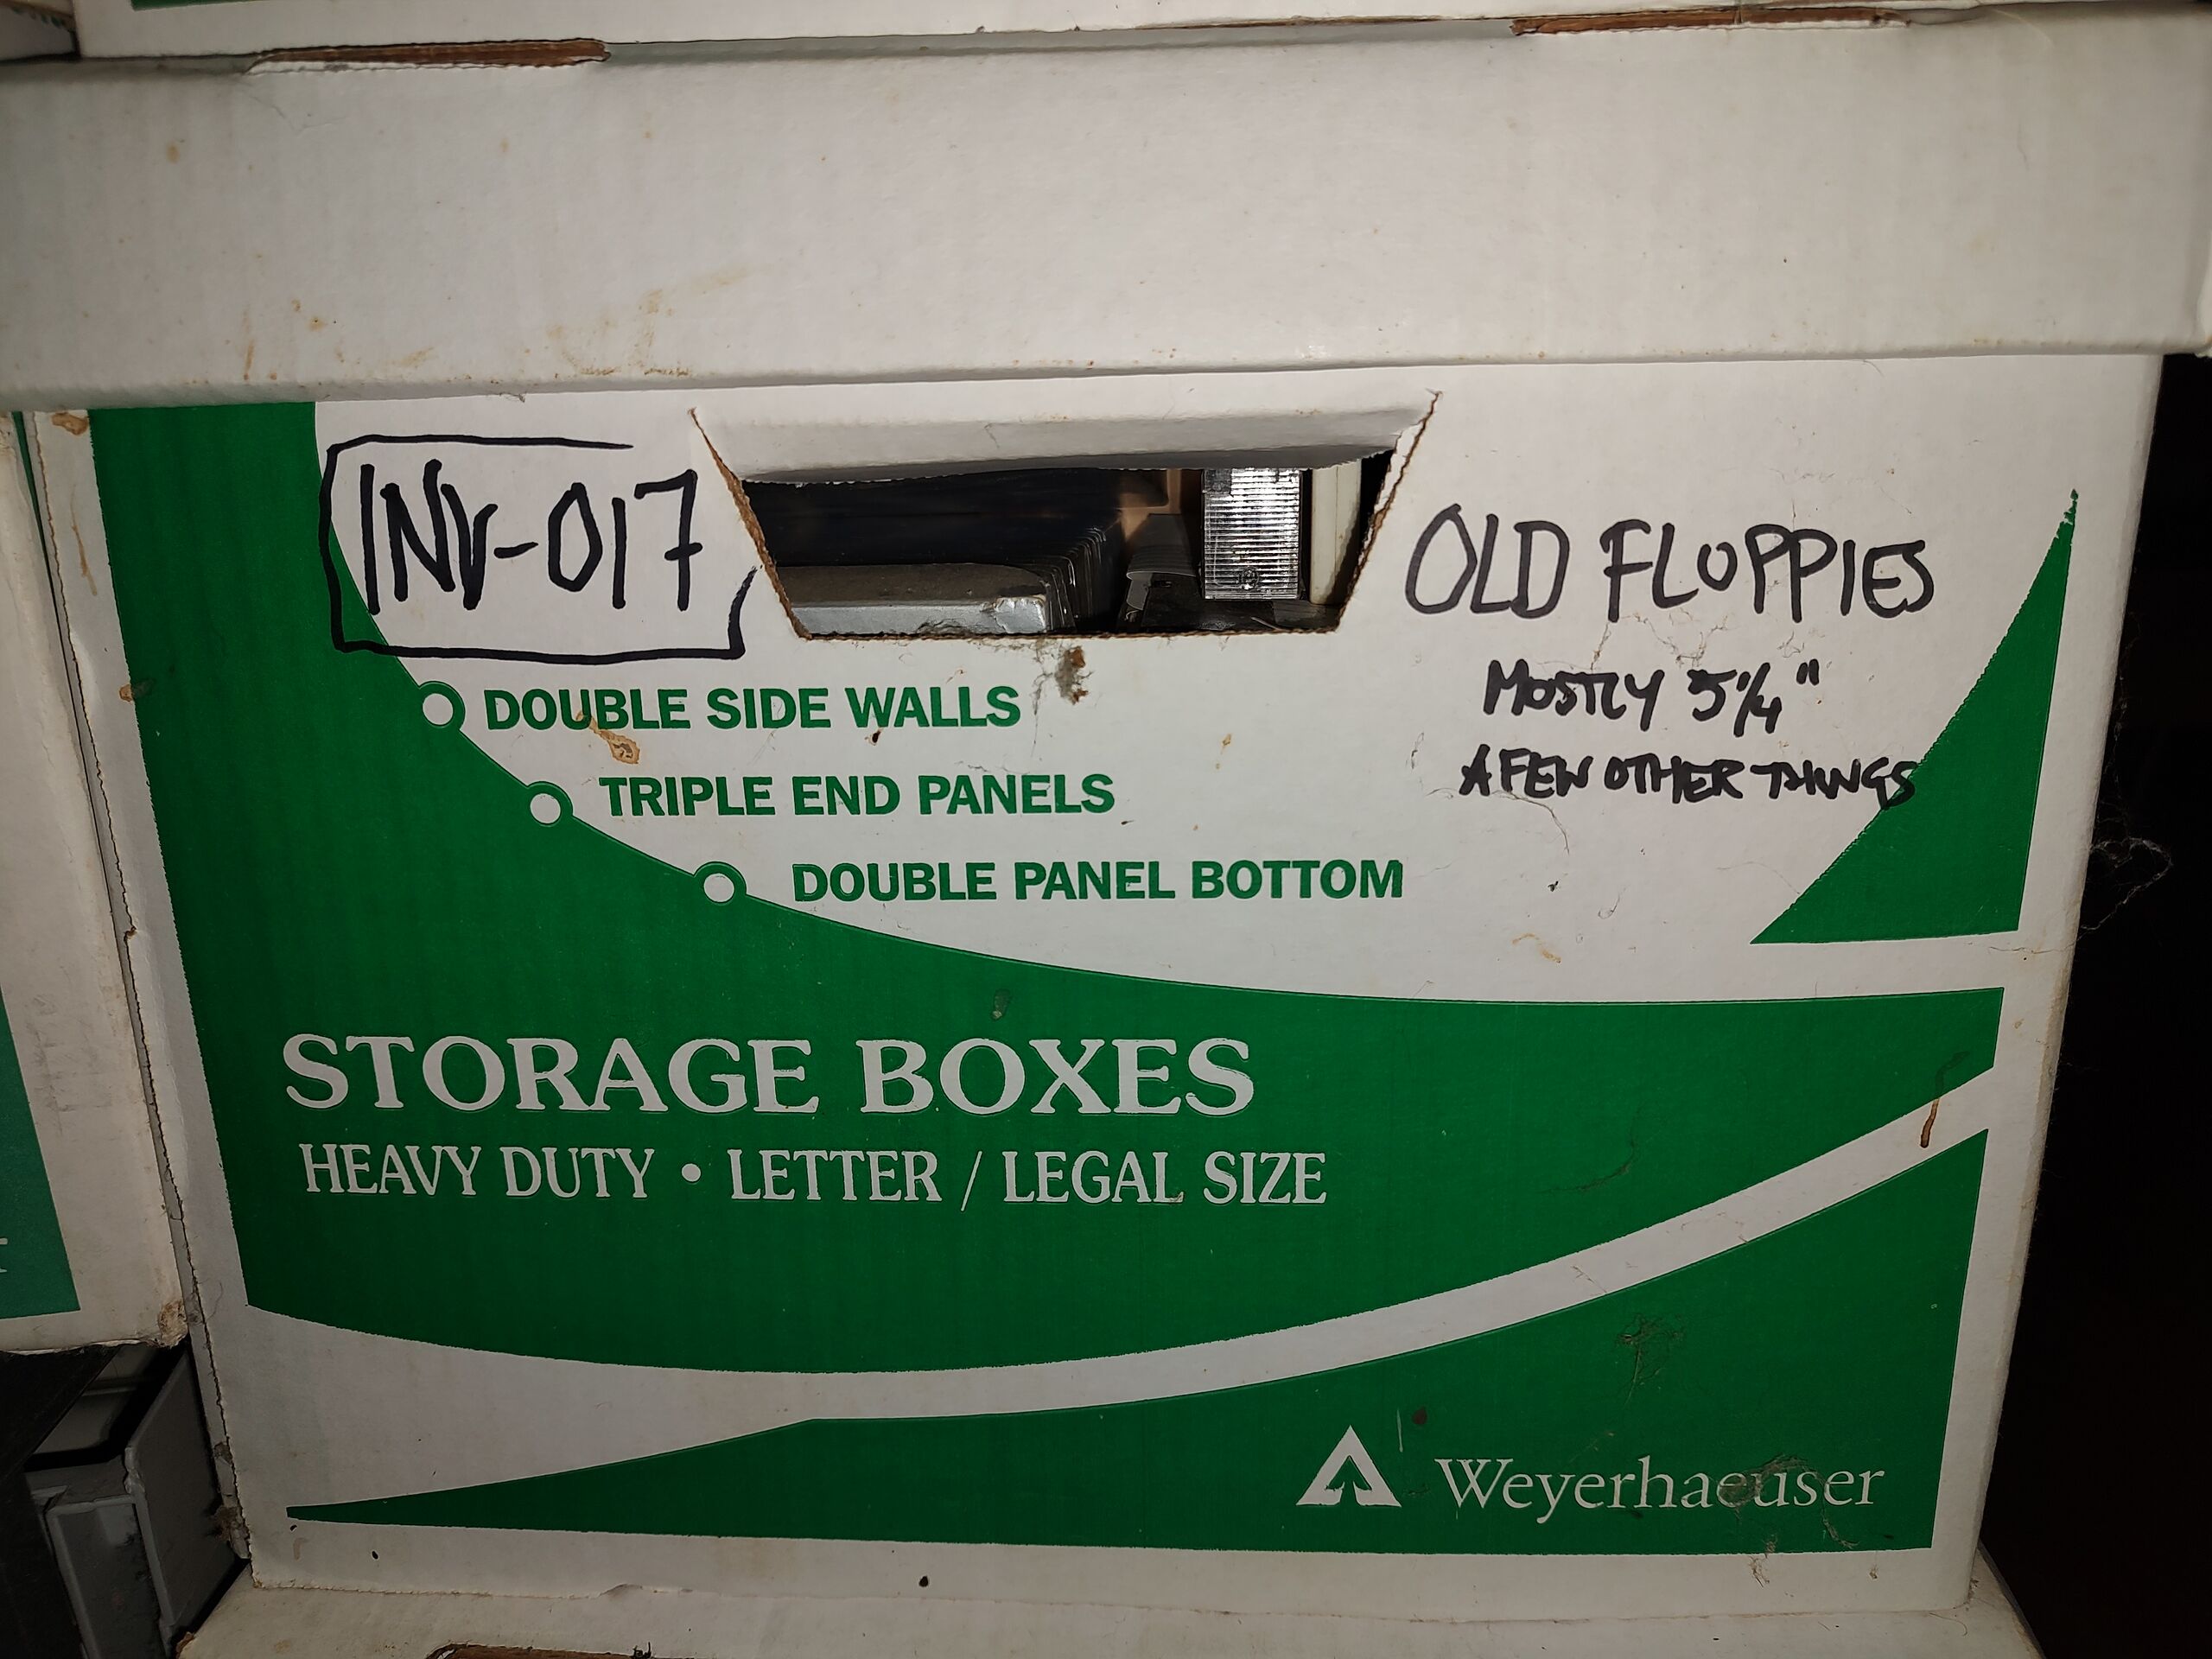 INV-017
OLD FLOPPIES
MOSTLY 5¼"
A FEW OTHER THINGS
DOUBLE SIDE WALLS
TRIPLE END PANELS
DOUBLE PANEL BOTTOM
STORAGE BOXES
HEAVY DUTY • LETTER / LEGAL SIZE
Weyerhaeuser